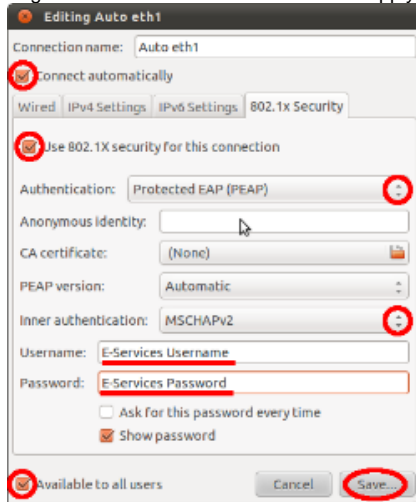 Editing Auto eth1
Connection name: Auto eth1
Connect automatically
Wired IPv4 Settings IPv6 Settings 802.1x Security
Use 802.1X security for this connection
Authentication: Protected EAP (PEAP)
Anonymous identity:
CA certificate: (None)
PEAP version: Automatic
Inner authentication: MSCHAPv2
Username: E-Services Username
Password: E-Services Password
Ask for this password every time
Show password
Available to all users Cancel Save...